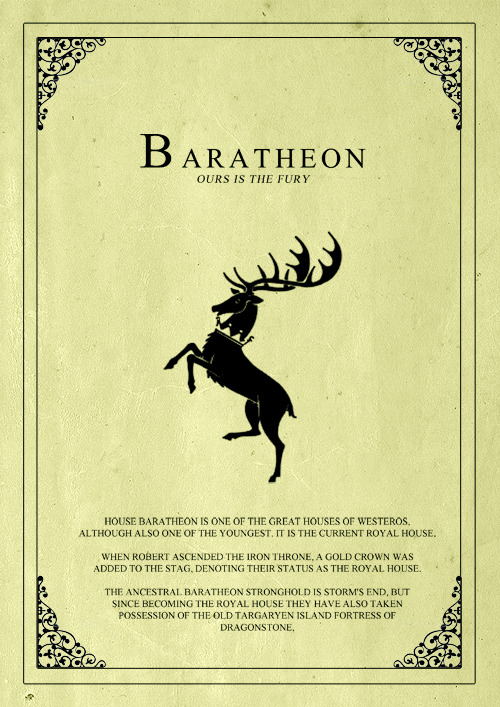 BARATHEON
OURS IS THE FURY
HOUSE BARATHEON IS ONE OF THE GREAT HOUSES OF WESTEROS,
ALTHOUGH ALSO ONE OF THE YOUNGEST. IT IS THE CURRENT ROYAL HOUSE.
WHEN ROBERT ASCENDED THE IRON THRONE, A GOLD CROWN WAS
ADDED TO THE STAG, DENOTING THEIR STATUS AS THE ROYAL HOUSE.
THE ANCESTRAL BARATHEON STRONGHOLD IS STORM'S END, BUT
SINCE BECOMING THE ROYAL HOUSE THEY HAVE ALSO TAKEN
POSSESSION OF THE OLD TARGARYEN ISLAND FORTRESS OF
DRAGONSTONE.